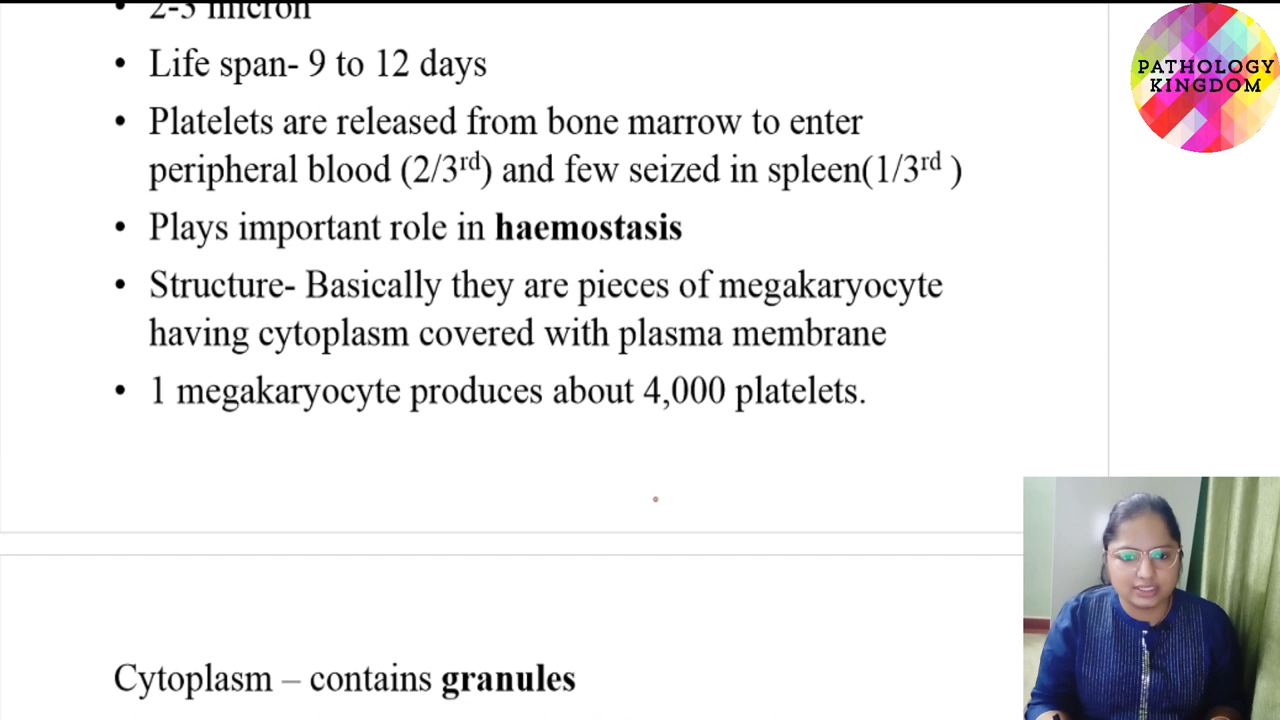 • 2-3 micron
• Life span- 9 to 12 days
• Platelets are released from bone marrow to enter
peripheral blood (2/3rd) and few seized in spleen(1/3rd )
• Plays important role in haemostasis
• Structure- Basically they are pieces of megakaryocyte
having cytoplasm covered with plasma membrane
• 1 megakaryocyte produces about 4,000 platelets.
Cytoplasm – contains granules
PATHOLOGY
KINGDOM